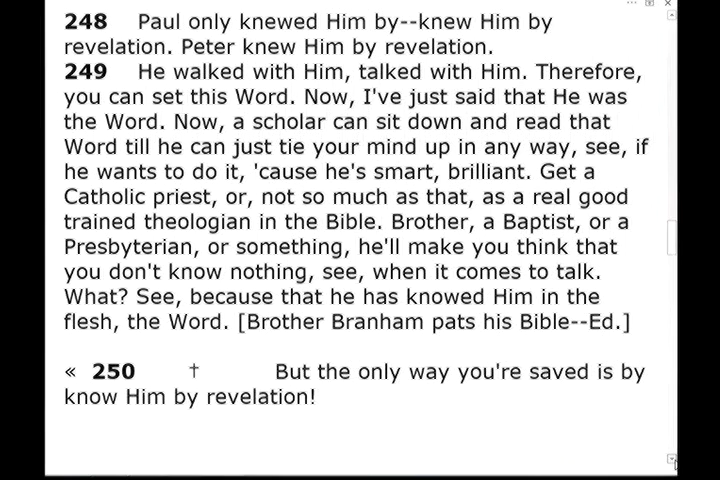 248 Paul only knewed Him by--knew Him by
revelation. Peter knew Him by revelation.
249 He walked with Him, talked with Him. Therefore,
you can set this Word. Now, I've just said that He was
the Word. Now, a scholar can sit down and read that
Word till he can just tie your mind up in any way, see, if
he wants to do it, 'cause he's smart, brilliant. Get a
Catholic priest, or, not so much as that, as a real good
trained theologian in the Bible. Brother, a Baptist, or a
Presbyterian, or something, he'll make you think that
you don't know nothing, see, when it comes to talk.
What? See, because that he has knowed Him in the
flesh, the Word. [Brother Branham pats his Bible--Ed.]
« 250 † But the only way you're saved is by
know Him by revelation!